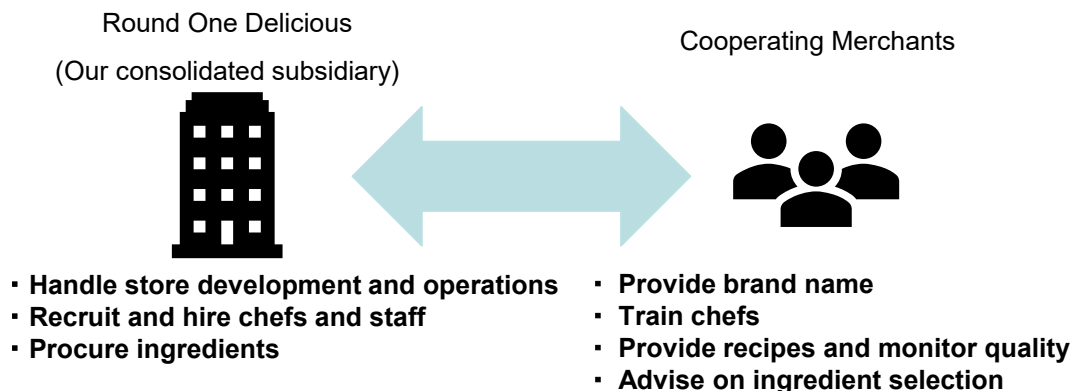 Round One Delicious
(Our consolidated subsidiary)
Cooperating Merchants
・Handle store development and operations
・Recruit and hire chefs and staff
・Procure ingredients
・ Provide brand name
・ Train chefs
・ Provide recipes and monitor quality
・ Advise on ingredient selection